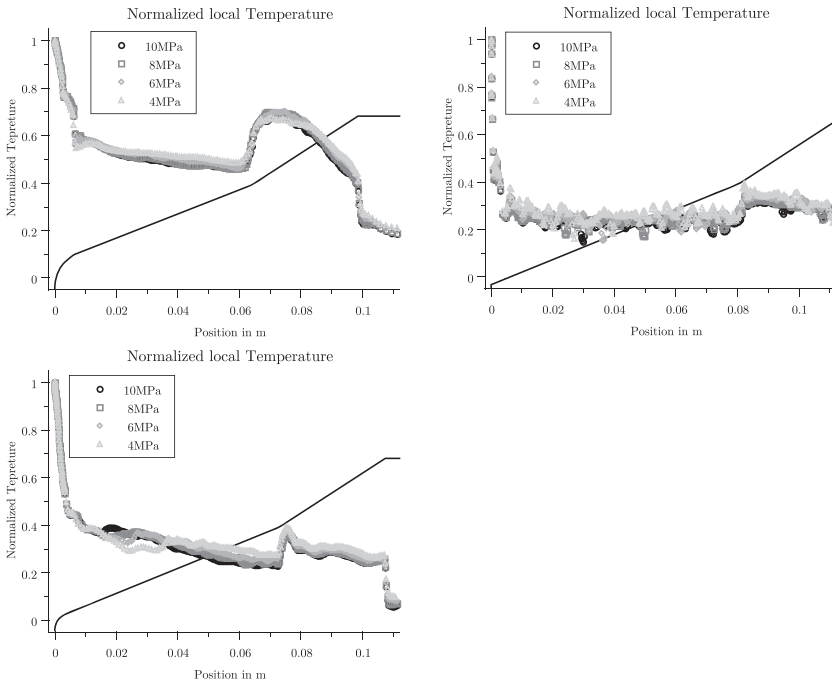 Normalized local Temperature
1
0.8
0.6
0.4
0.2
0
Normalized Tepreture
10MPa
8MPa
6MPa
4MPa
0 0.02 0.04 0.06 0.08 0.1
Position in m
Normalized local Temperature
1
0.8
0.6
0.4
0.2
0
Normalized Tepreture
10MPa
8MPa
6MPa
4MPa
0 0.02 0.04 0.06 0.08 0.1
Position in m
Normalized local Temperature
1
0.8
0.6
0.4
0.2
0
Normalized Tepreture
10MPa
8MPa
6MPa
4MPa
0 0.02 0.04 0.06 0.08 0.1
Position in m